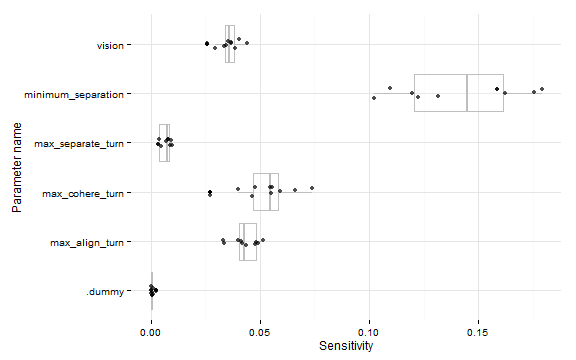 vision
minimum_separation
max_separate_turn
max_cohere_turn
max_align_turn
.dummy
Parameter name
0.00 0.05 0.10 0.15
Sensitivity